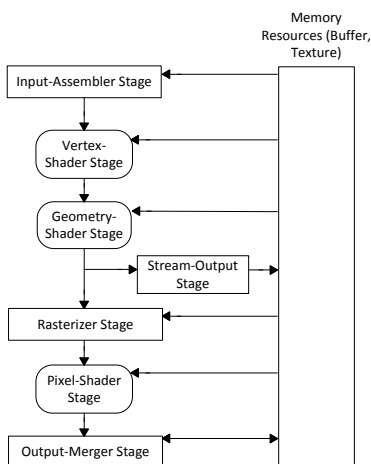 Memory
Resources (Buffer,
Texture)
Input-Assembler Stage
Vertex-
Shader Stage
Geometry-
Shader Stage
Stream-Output
Stage
Rasterizer Stage
Pixel-Shader
Stage
Output-Merger Stage